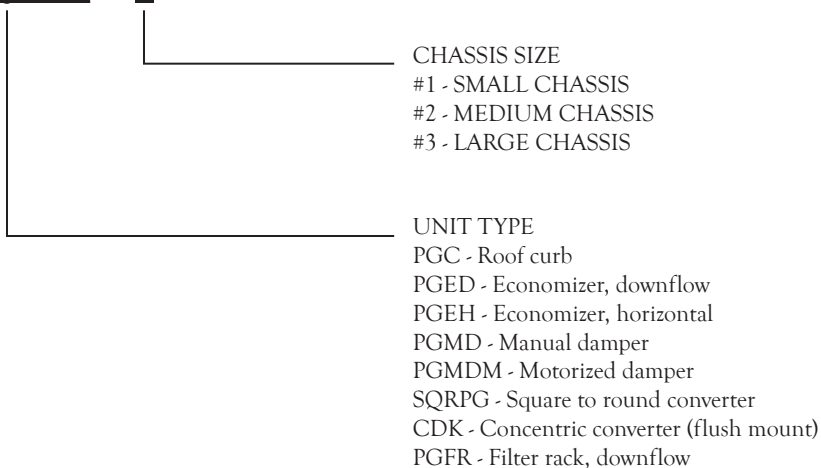 CHASSIS SIZE
#1 - SMALL CHASSIS
#2 - MEDIUM CHASSIS
#3 - LARGE CHASSIS
UNIT TYPE
PGC - Roof curb
PGED - Economizer, downflow
PGEH - Economizer, horizontal
PGMD - Manual damper
PGMDM - Motorized damper
SQRPG - Square to round converter
CDK - Concentric converter (flush mount)
PGFR - Filter rack, downflow